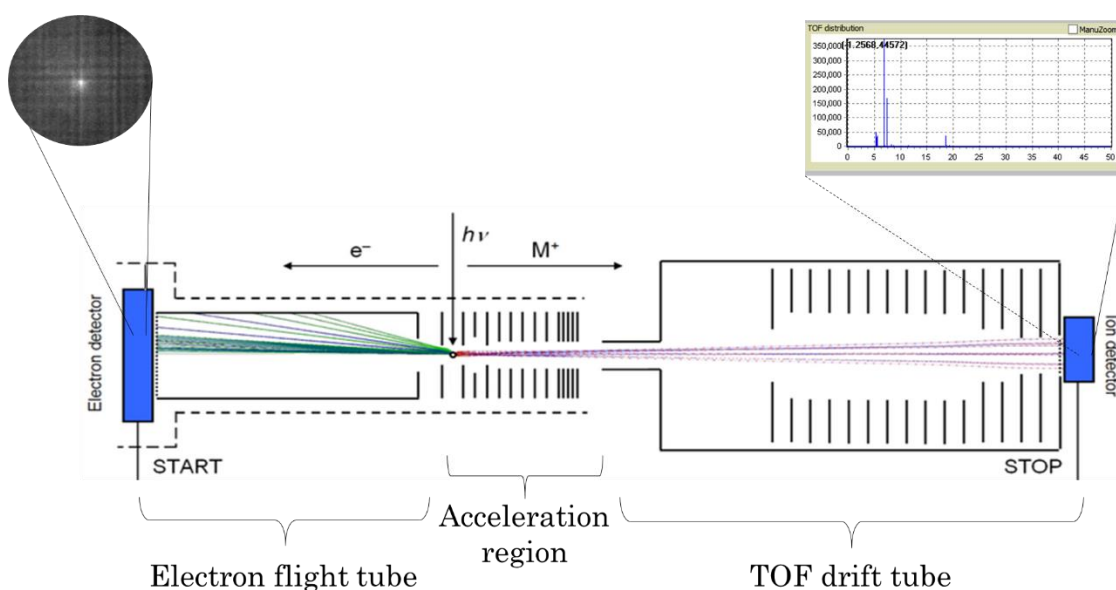 TOF distribution
ManuZoom
350,000
(-1.2568,44572)
300,000
250,000
200,000
150,000
100,000
50,000
0
0 5 10 15 20 25 30 35 40 45 50
e⁻
hν
M⁺
Electron detector
Ion detector
START
STOP
Acceleration
region
Electron flight tube
TOF drift tube